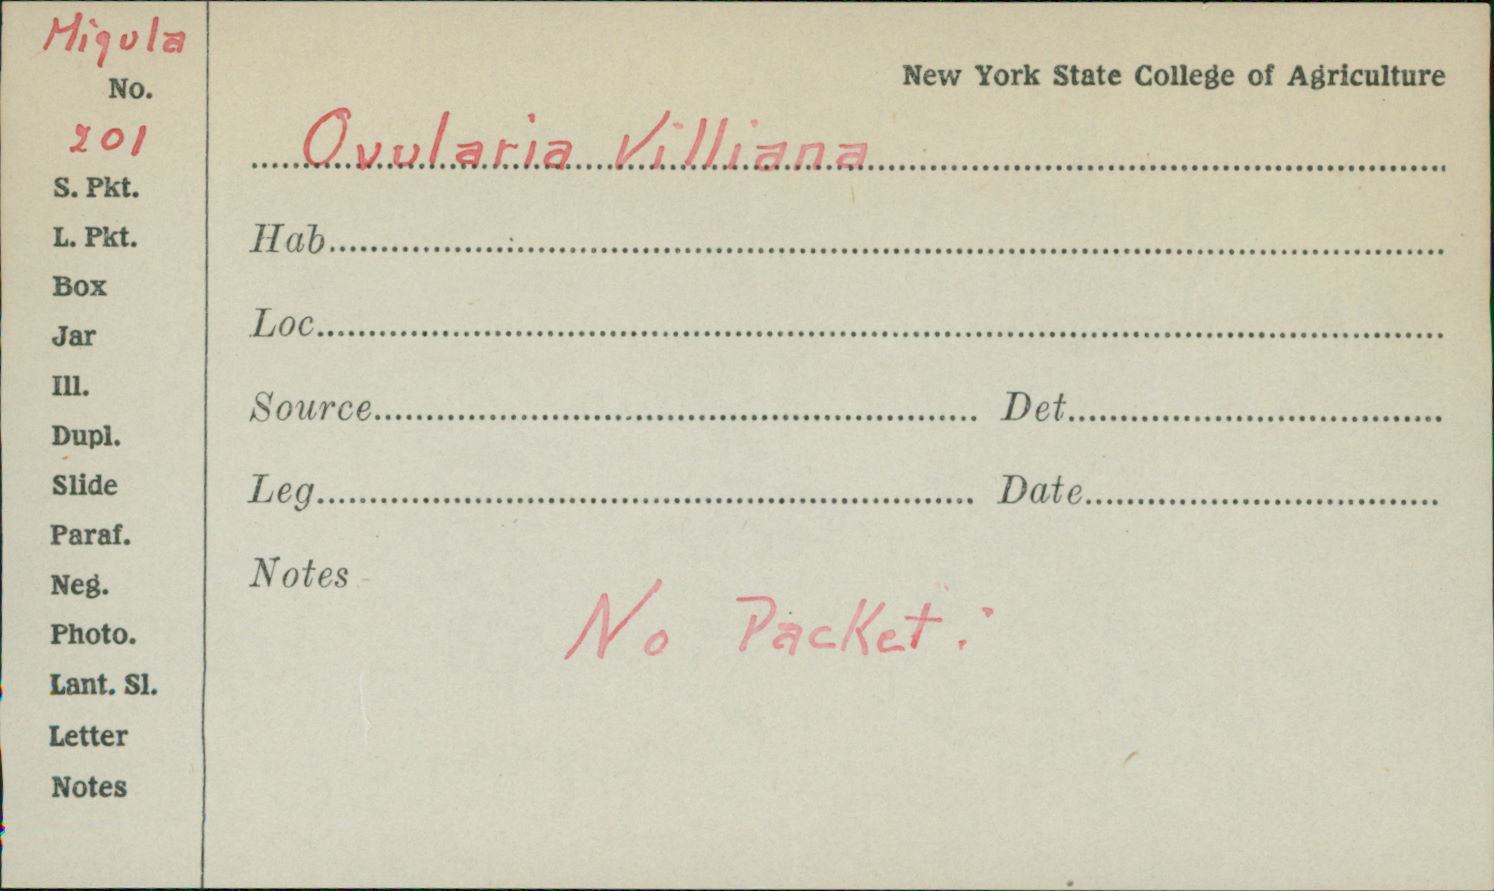 Migula
No.
201
S. Pkt.
L. Pkt.
Box
Jar
Ill.
Dupl.
Slide
Paraf.
Neg.
Photo.
Lant. Sl.
Letter
Notes
New York State College of Agriculture
Ovularia Villiana
Hab
Loc
Source Det
Leg Date
Notes
No Packet.